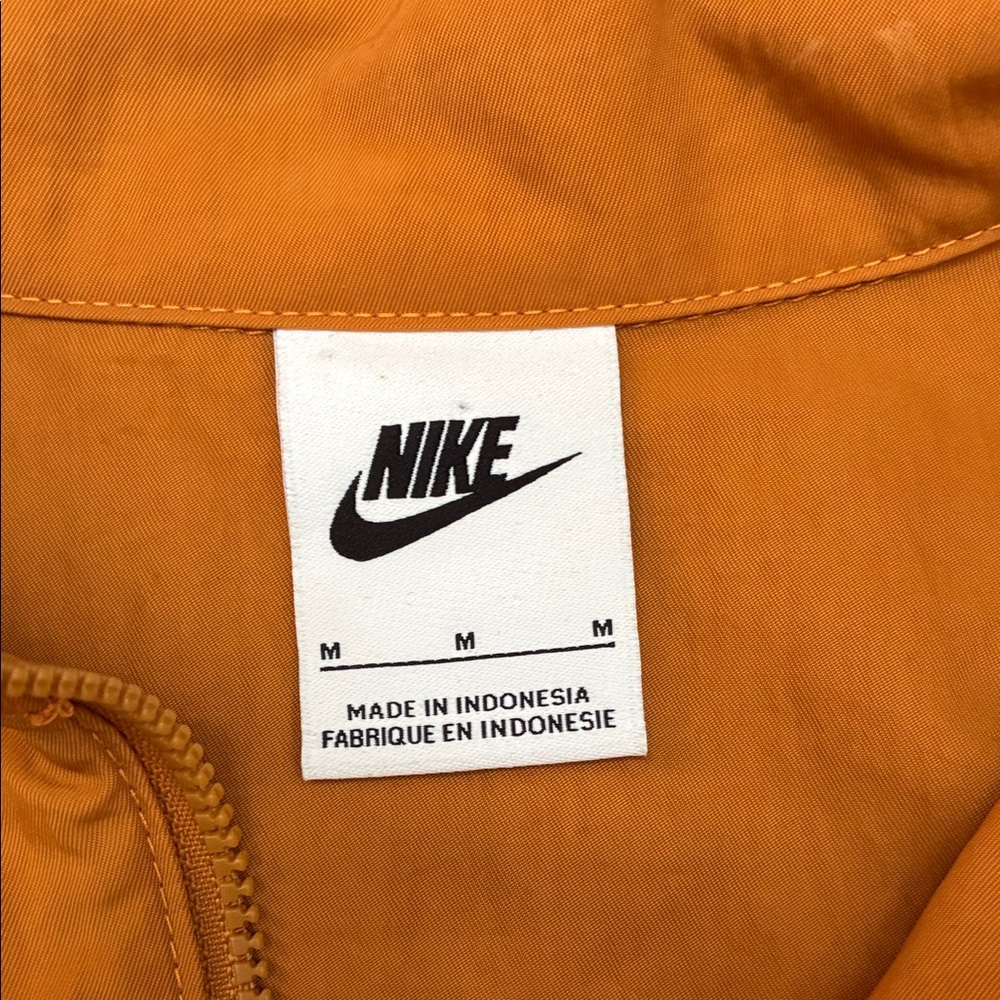 NIKE
M M M
MADE IN INDONESIA
FABRIQUE EN INDONESIE